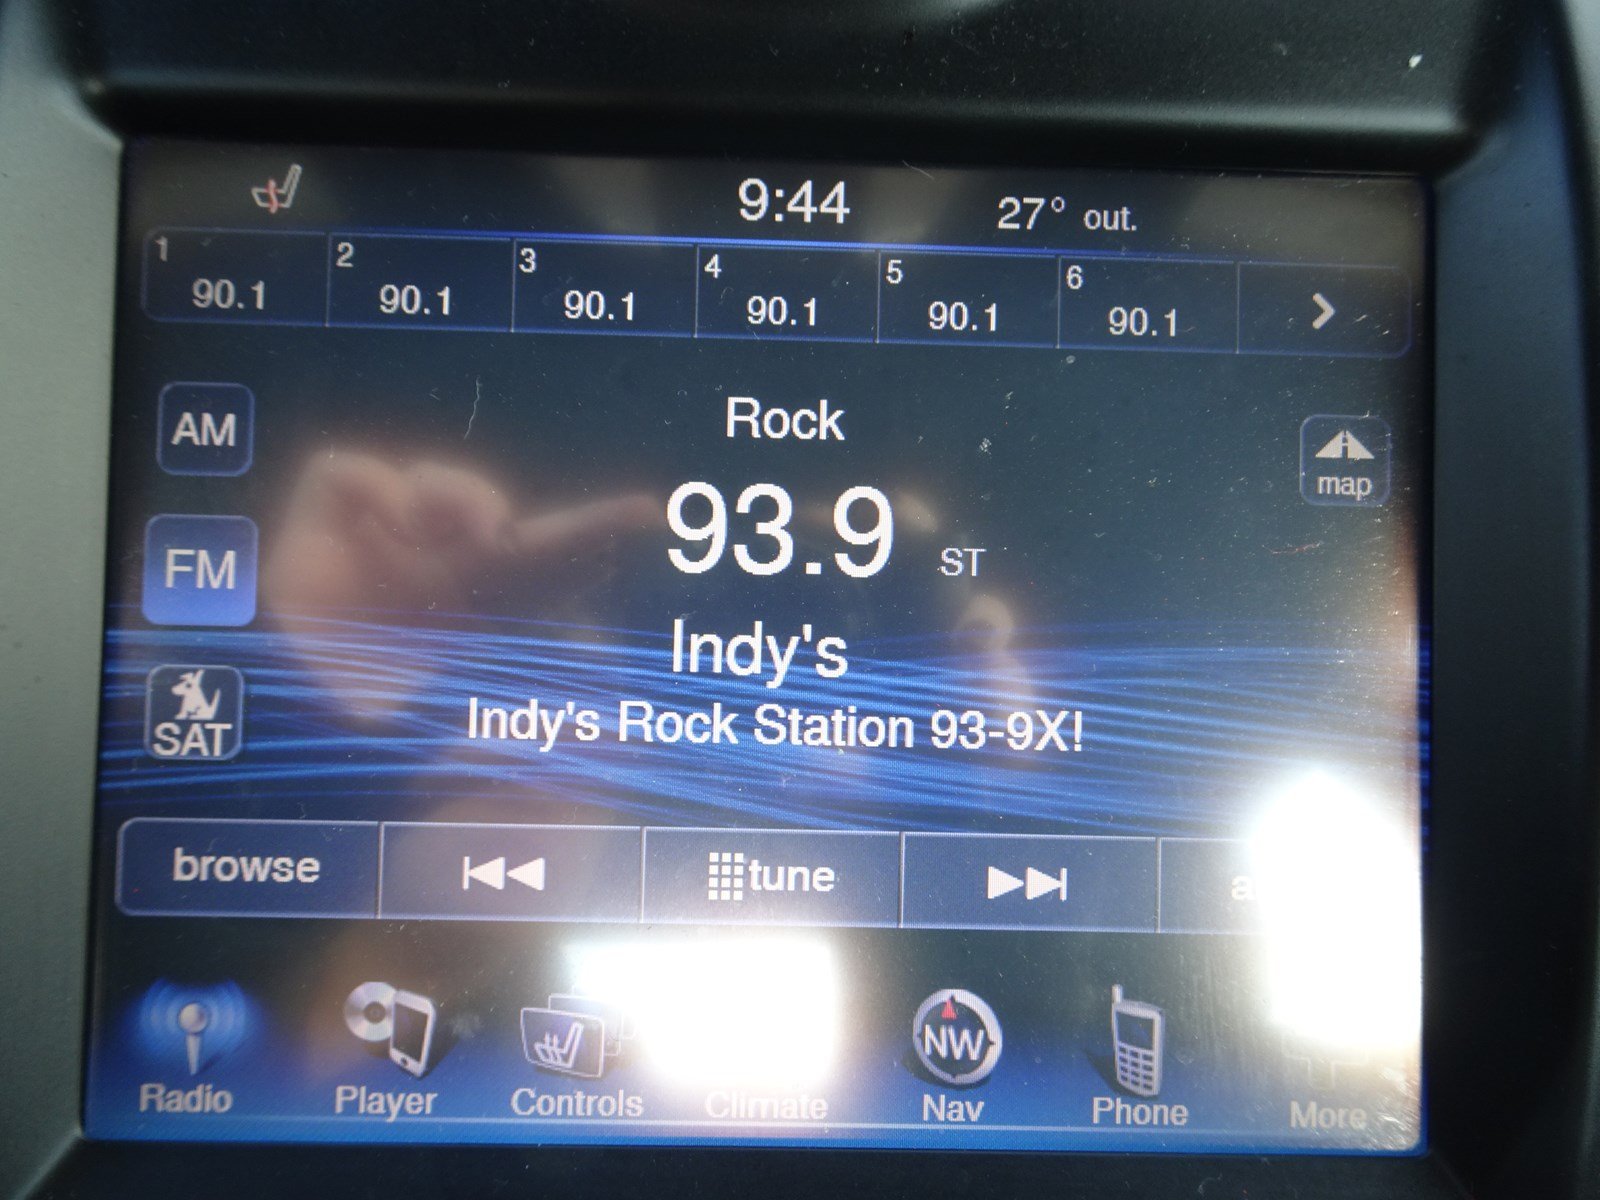 9:44
27° out.
1 90.1
2 90.1
3 90.1
4 90.1
5 90.1
6 90.1
AM
Rock
map
93.9 ST
FM
Indy's
SAT
Indy's Rock Station 93-9X!
browse
tune
NW
Radio
Player
Controls
Climate
Nav
Phone
More